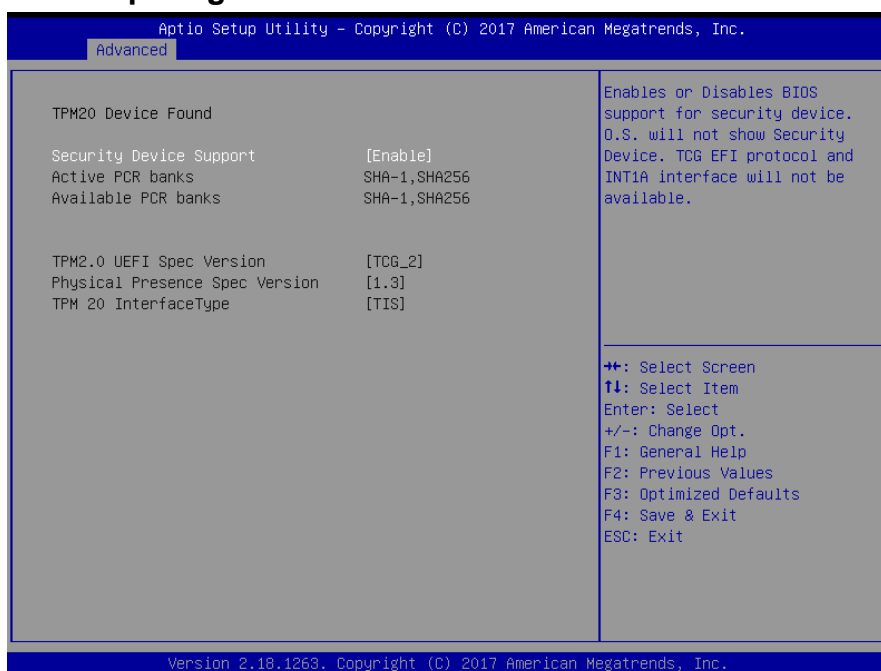 Aptio Setup Utility – Copyright (C) 2017 American Megatrends, Inc.
Advanced
TPM20 Device Found
Security Device Support [Enable]
Active PCR banks SHA-1,SHA256
Available PCR banks SHA-1,SHA256
TPM2.0 UEFI Spec Version [TCG_2]
Physical Presence Spec Version [1.3]
TPM 20 InterfaceType [TIS]
Enables or Disables BIOS
support for security device.
O.S. will not show Security
Device. TCG EFI protocol and
INT1A interface will not be
available.
→←: Select Screen
↑↓: Select Item
Enter: Select
+/-: Change Opt.
F1: General Help
F2: Previous Values
F3: Optimized Defaults
F4: Save & Exit
ESC: Exit
Version 2.18.1263. Copyright (C) 2017 American Megatrends, Inc.